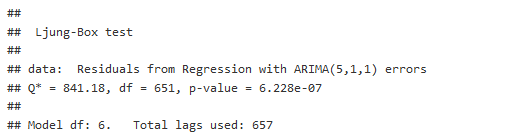 ##
##  Ljung-Box test
##
## data:  Residuals from Regression with ARIMA(5,1,1) errors
## Q* = 841.18, df = 651, p-value = 6.228e-07
##
## Model df: 6.   Total lags used: 657